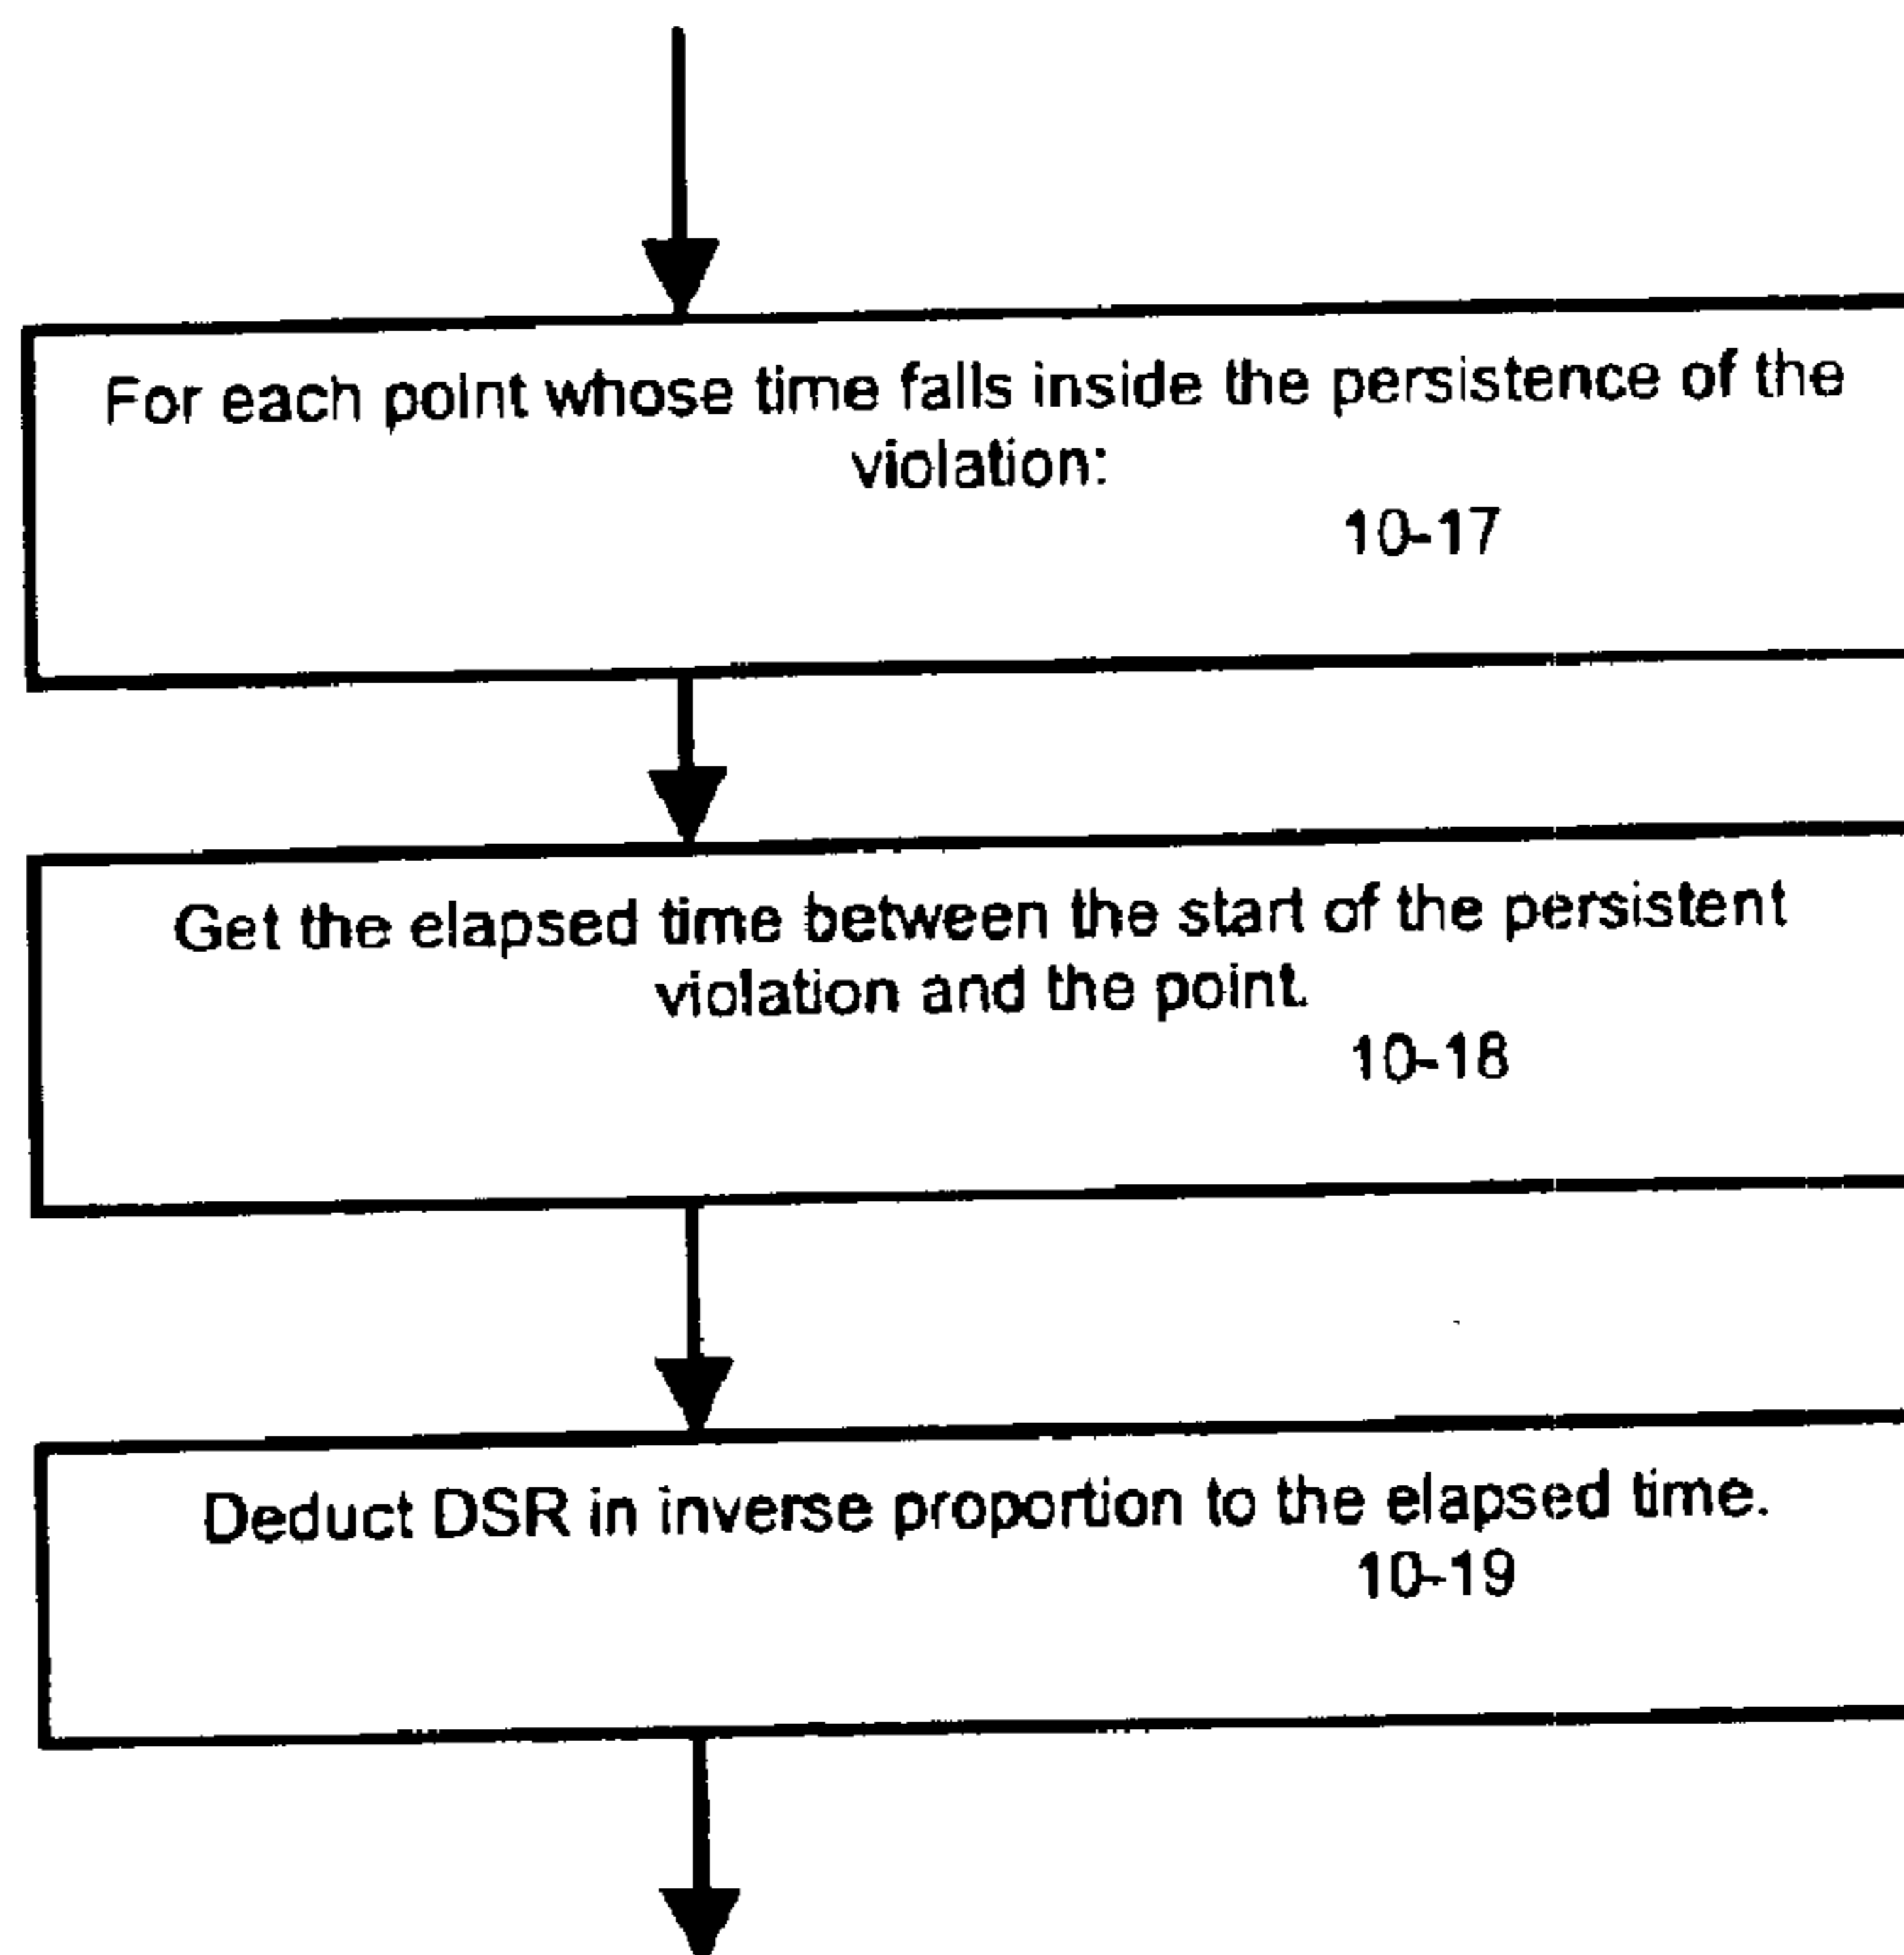 For each point whose time falls inside the persistence of the
violation:
10-17
Get the elapsed time between the start of the persistent
violation and the point.
10-18
Deduct DSR in inverse proportion to the elapsed time.
10-19